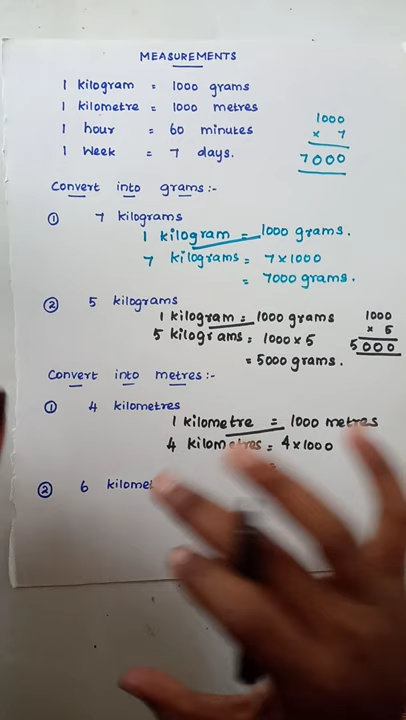 MEASUREMENTS
1 kilogram = 1000 grams
1 kilometre = 1000 metres
1 hour = 60 minutes
1 Week = 7 days.
1000
× 7
7000
Convert into grams:-
① 7 kilograms
1 kilogram = 1000 grams.
7 kilograms = 7×1000
= 7000 grams.
② 5 kilograms
1 kilogram = 1000 grams
5 kilograms = 1000×5
= 5000 grams.
1000
× 5
5000
Convert into metres:-
① 4 kilometres
1 kilometre = 1000 metres
4 kilometres = 4×1000
=
② 6